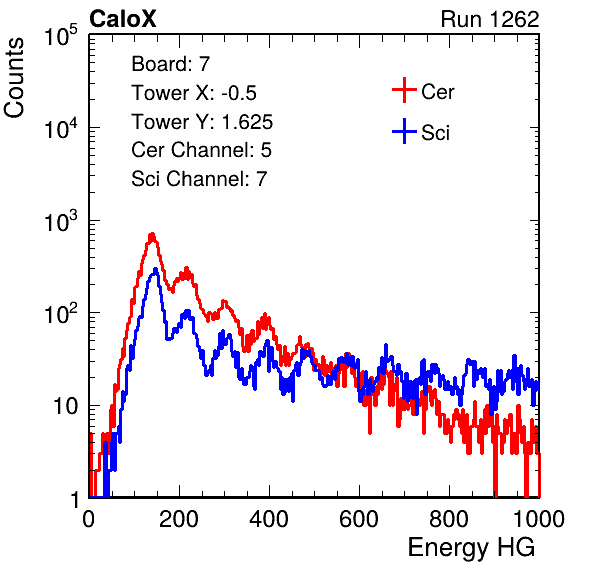 CaloX Run 1262
Counts
10^5
10^4
10^3
10^2
10
1
Board: 7
Tower X: -0.5
Tower Y: 1.625
Cer Channel: 5
Sci Channel: 7
Cer
Sci
0 200 400 600 800 1000
Energy HG